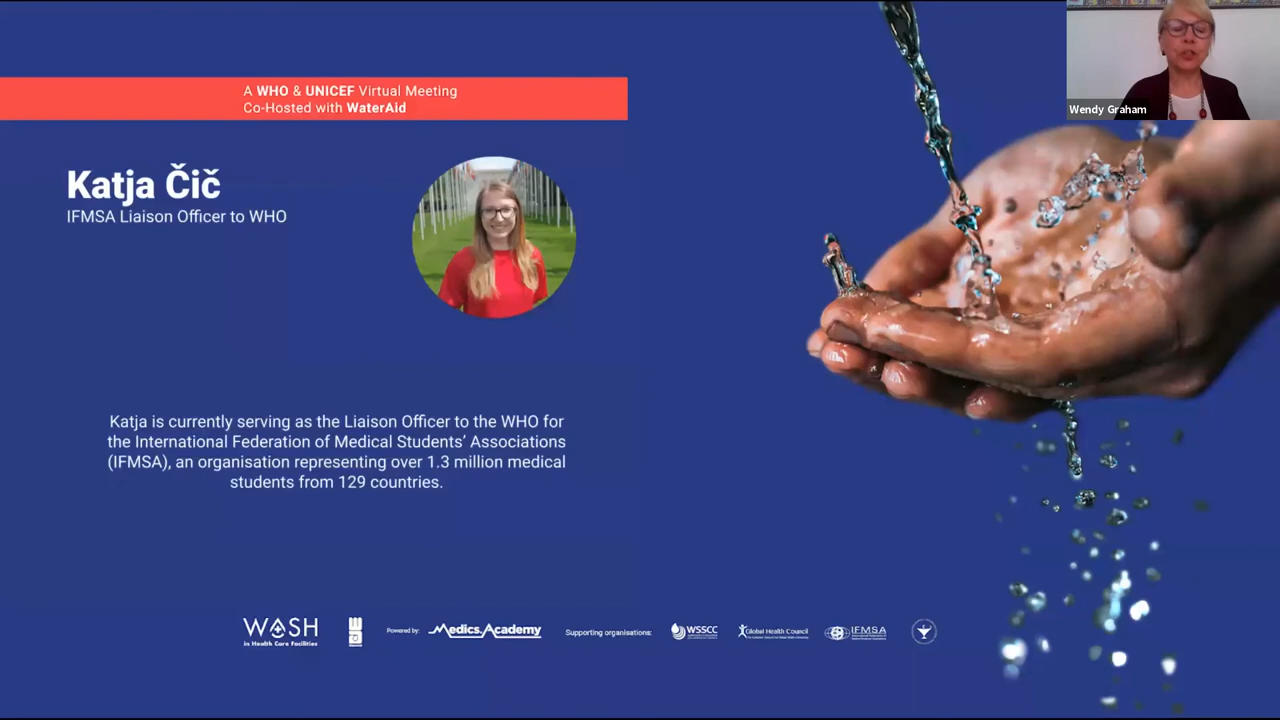 A WHO & UNICEF Virtual Meeting
Co-Hosted with WaterAid
Wendy Graham
Katja Čič
IFMSA Liaison Officer to WHO
Katja is currently serving as the Liaison Officer to the WHO for
the International Federation of Medical Students’ Associations
(IFMSA), an organisation representing over 1.3 million medical
students from 129 countries.
WASH
in Health Care Facilities
Powered by:
Medics.Academy
Supporting organisations:
WSSCC
Global Health Council
IFMSA